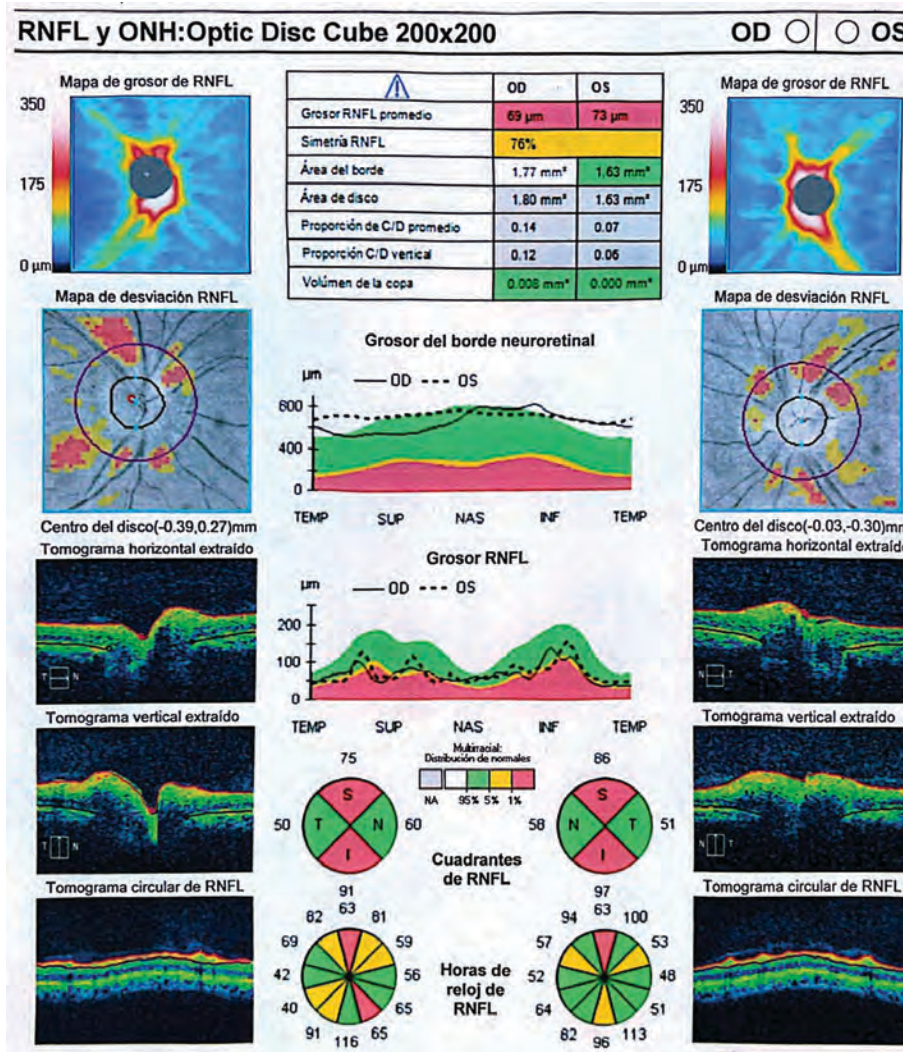 RNFL y ONH:Optic Disc Cube 200x200 OD OS
Mapa de grosor de RNFL
350
175
0 µm
OD OS
Grosor RNFL promedio 69 µm 73 µm
Simetría RNFL 76%
Área del borde 1.77 mm² 1.63 mm²
Área de disco 1.80 mm² 1.63 mm²
Proporción de C/D promedio 0.14 0.07
Proporción C/D vertical 0.12 0.06
Volúmen de la copa 0.008 mm³ 0.000 mm³
Mapa de grosor de RNFL
350
175
0 µm
Mapa de desviación RNFL
Centro del disco(-0.39,0.27)mm
Grosor del borde neuroretinal
µm OD OS
800
400
0
TEMP SUP NAS INF TEMP
Mapa de desviación RNFL
Centro del disco(-0.03,-0.30)mm
Tomograma horizontal extraído
T N
Grosor RNFL
µm OD OS
200
100
0
TEMP SUP NAS INF TEMP
Tomograma horizontal extraído
N T
Tomograma vertical extraído
T N
Multirracial:
Distribución de normales
NA 95% 5% 1%
75
50 S T N I 60
91
86
58 S N T I 51
97
Cuadrantes
de RNFL
Tomograma vertical extraído
N T
Tomograma circular de RNFL
63
82 81
69 59
42 56
40 65
91 65
116
Horas de
reloj de
RNFL
63
94 100
57 53
52 48
64 51
82 113
96
Tomograma circular de RNFL